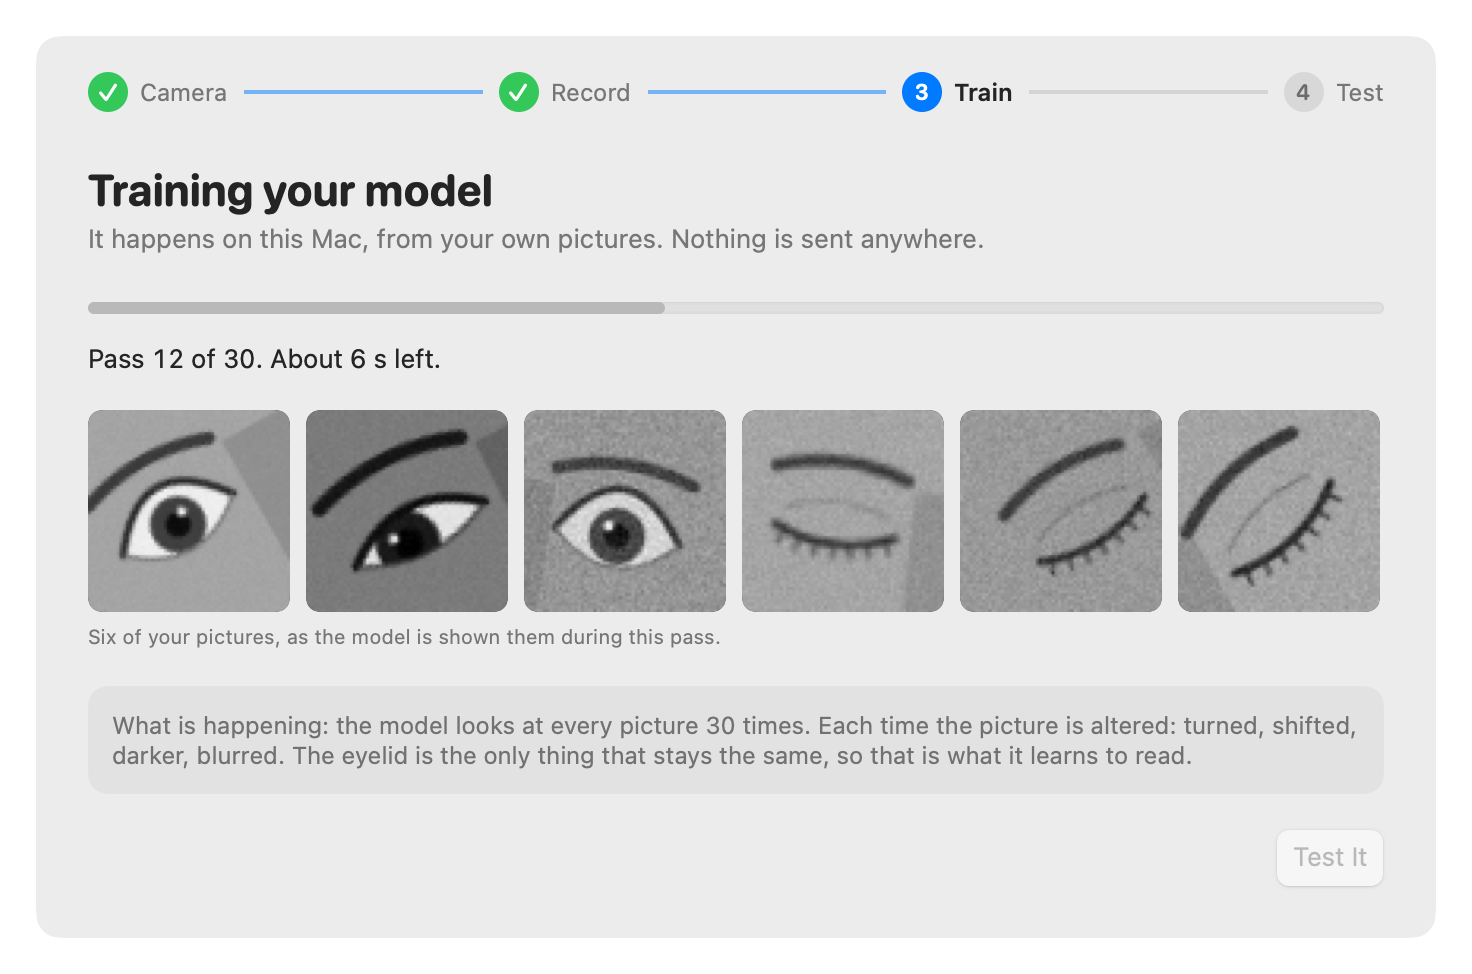 Camera
Record
3 Train
4 Test
Training your model
It happens on this Mac, from your own pictures. Nothing is sent anywhere.
Pass 12 of 30. About 6 s left.
Six of your pictures, as the model is shown them during this pass.
What is happening: the model looks at every picture 30 times. Each time the picture is altered: turned, shifted,
darker, blurred. The eyelid is the only thing that stays the same, so that is what it learns to read.
Test It